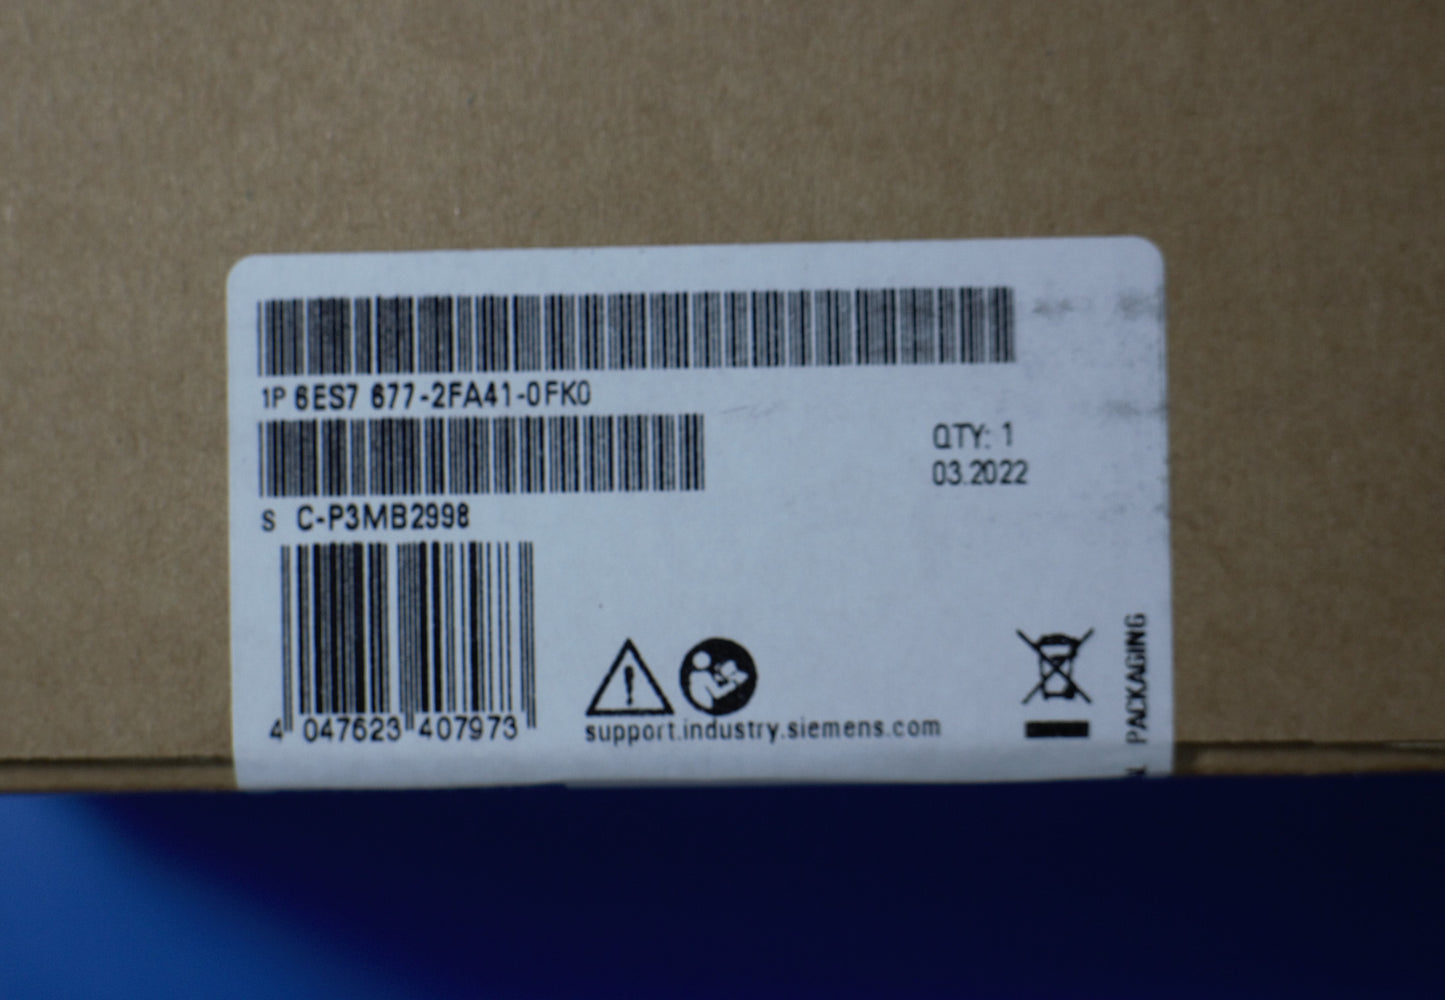 1P 6ES7 677-2FA41-0FK0
QTY: 1
03.2022
S C-P3MB2998
4 047623 407973
support.industry.siemens.com
PACKAGING